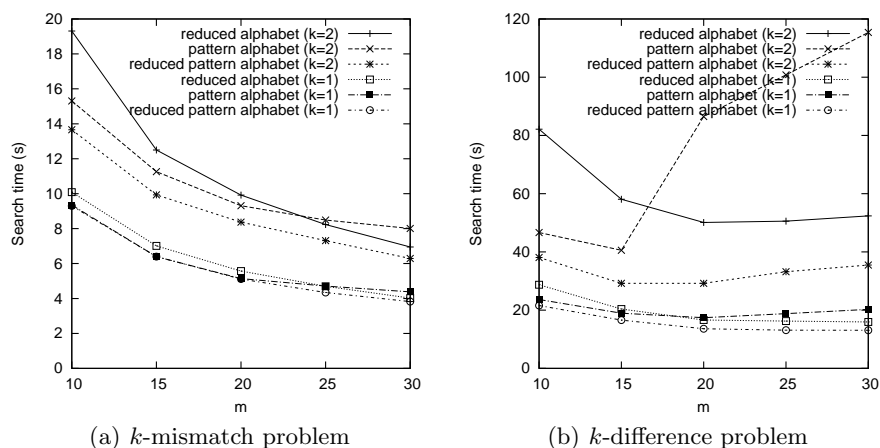 20
18
16
14
12
10
8
6
4
2
0
10 15 20 25 30
Search time (s)
m
reduced alphabet (k=2)
pattern alphabet (k=2)
reduced pattern alphabet (k=2)
reduced alphabet (k=1)
pattern alphabet (k=1)
reduced pattern alphabet (k=1)
(a) k-mismatch problem
120
100
80
60
40
20
0
10 15 20 25 30
Search time (s)
m
reduced alphabet (k=2)
pattern alphabet (k=2)
reduced pattern alphabet (k=2)
reduced alphabet (k=1)
pattern alphabet (k=1)
reduced pattern alphabet (k=1)
(b) k-difference problem